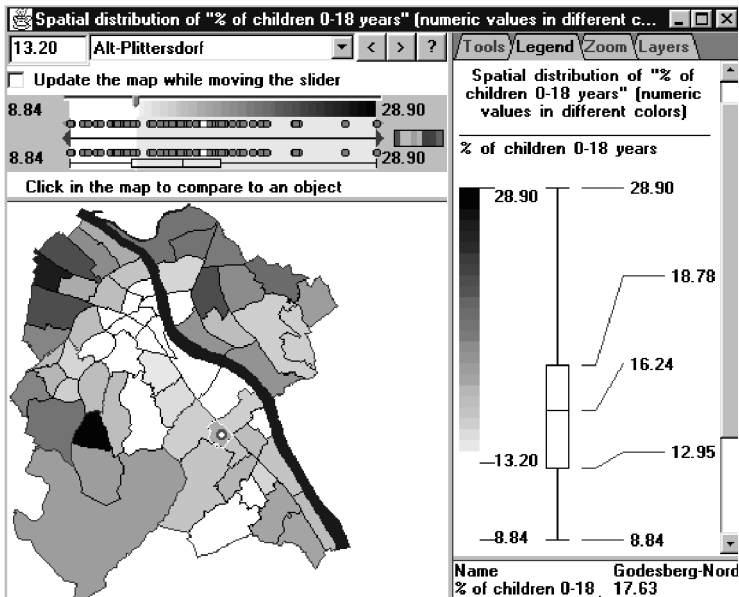 Spatial distribution of "% of children 0-18 years" (numeric values in different c...
13.20 Alt-Plittersdorf < > ?
Update the map while moving the slider
8.84 28.90
8.84 28.90
Click in the map to compare to an object
Tools Legend Zoom Layers
Spatial distribution of "% of
children 0-18 years" (numeric
values in different colors)
% of children 0-18 years
28.90 28.90
18.78
16.24
13.20 12.95
8.84 8.84
Name Godesberg-Nord
% of children 0-18 17.63